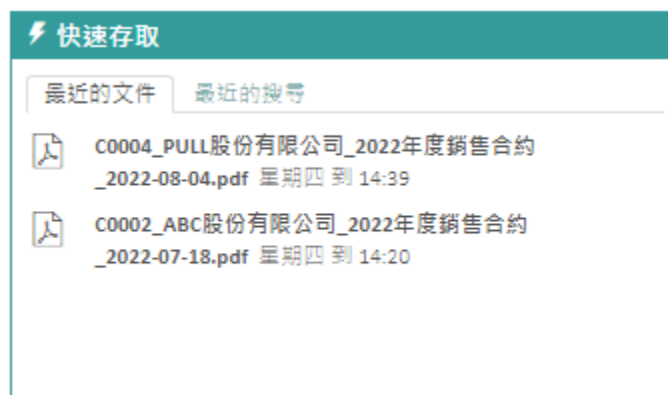 快速存取
最近的文件 最近的搜尋
C0004_PULL股份有限公司_2022年度銷售合約
_2022-08-04.pdf 星期四 到 14:39
C0002_ABC股份有限公司_2022年度銷售合約
_2022-07-18.pdf 星期四 到 14:20